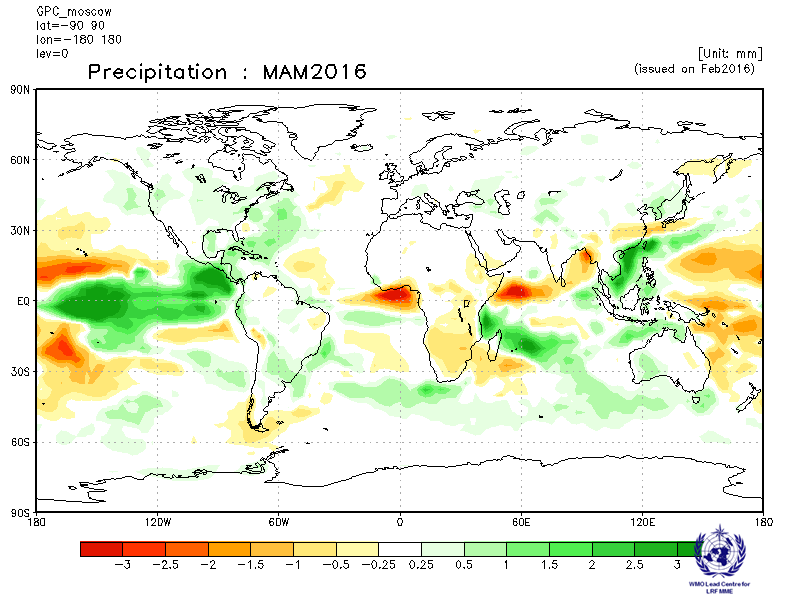 GPC_moscow
lat=-90 90
lon=-180 180
lev=0
[Unit: mm]
Precipitation : MAM2016
(issued on Feb2016)
90N
60N
30N
EQ
30S
60S
90S
180 120W 60W 0 60E 120E 180
-3 -2.5 -2 -1.5 -1 -0.5 -0.25 0.25 0.5 1 1.5 2 2.5 3
WMO Lead Centre for
LRF MME